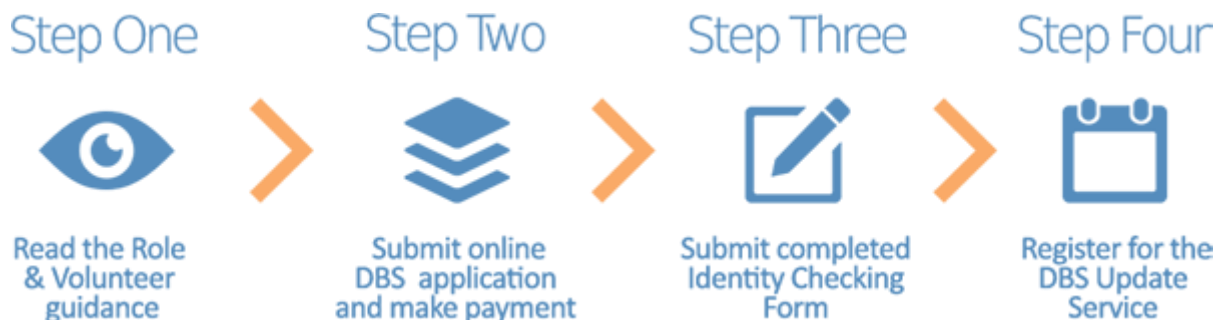 Step One
Step Two
Step Three
Step Four
Read the Role
& Volunteer
guidance
Submit online
DBS application
and make payment
Submit completed
Identity Checking
Form
Register for the
DBS Update
Service